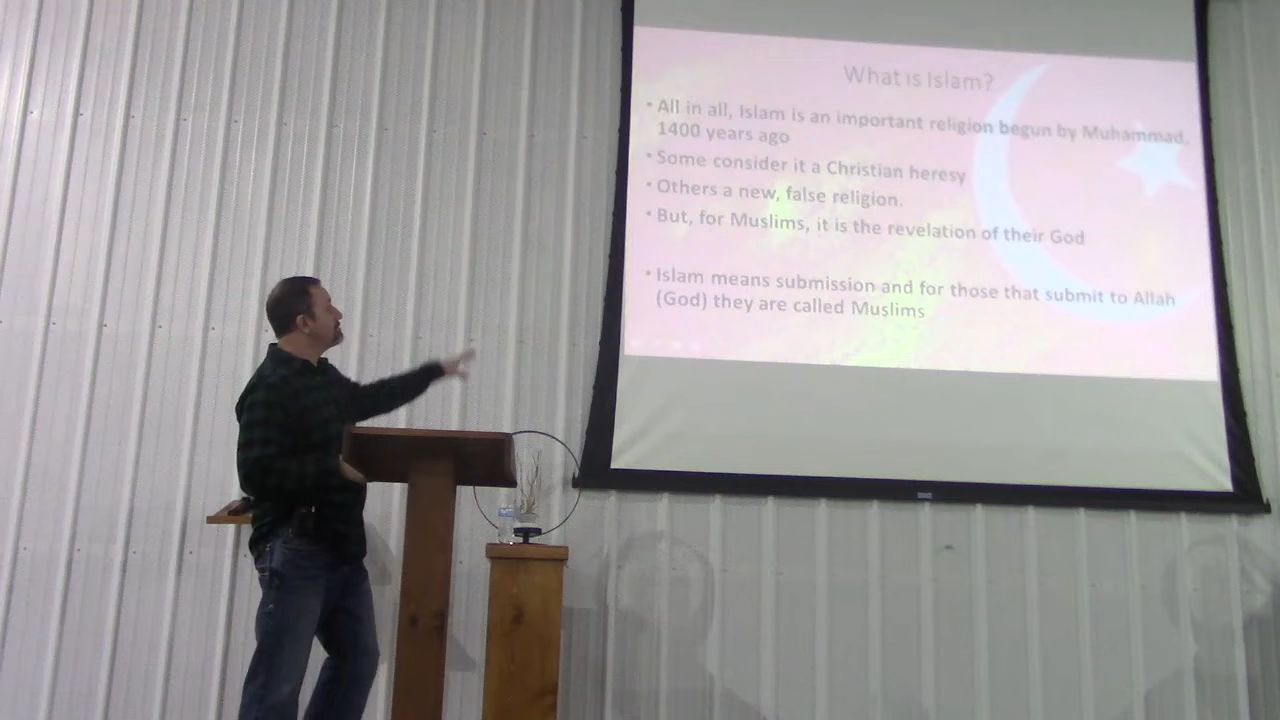 What is Islam?
• All in all, Islam is an important religion begun by Muhammad,
1400 years ago
• Some consider it a Christian heresy
• Others a new, false religion.
• But, for Muslims, it is the revelation of their God
• Islam means submission and for those that submit to Allah
(God) they are called Muslims